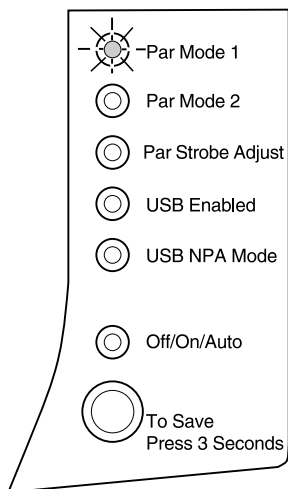 Par Mode 1
Par Mode 2
Par Strobe Adjust
USB Enabled
USB NPA Mode
Off/On/Auto
To Save
Press 3 Seconds